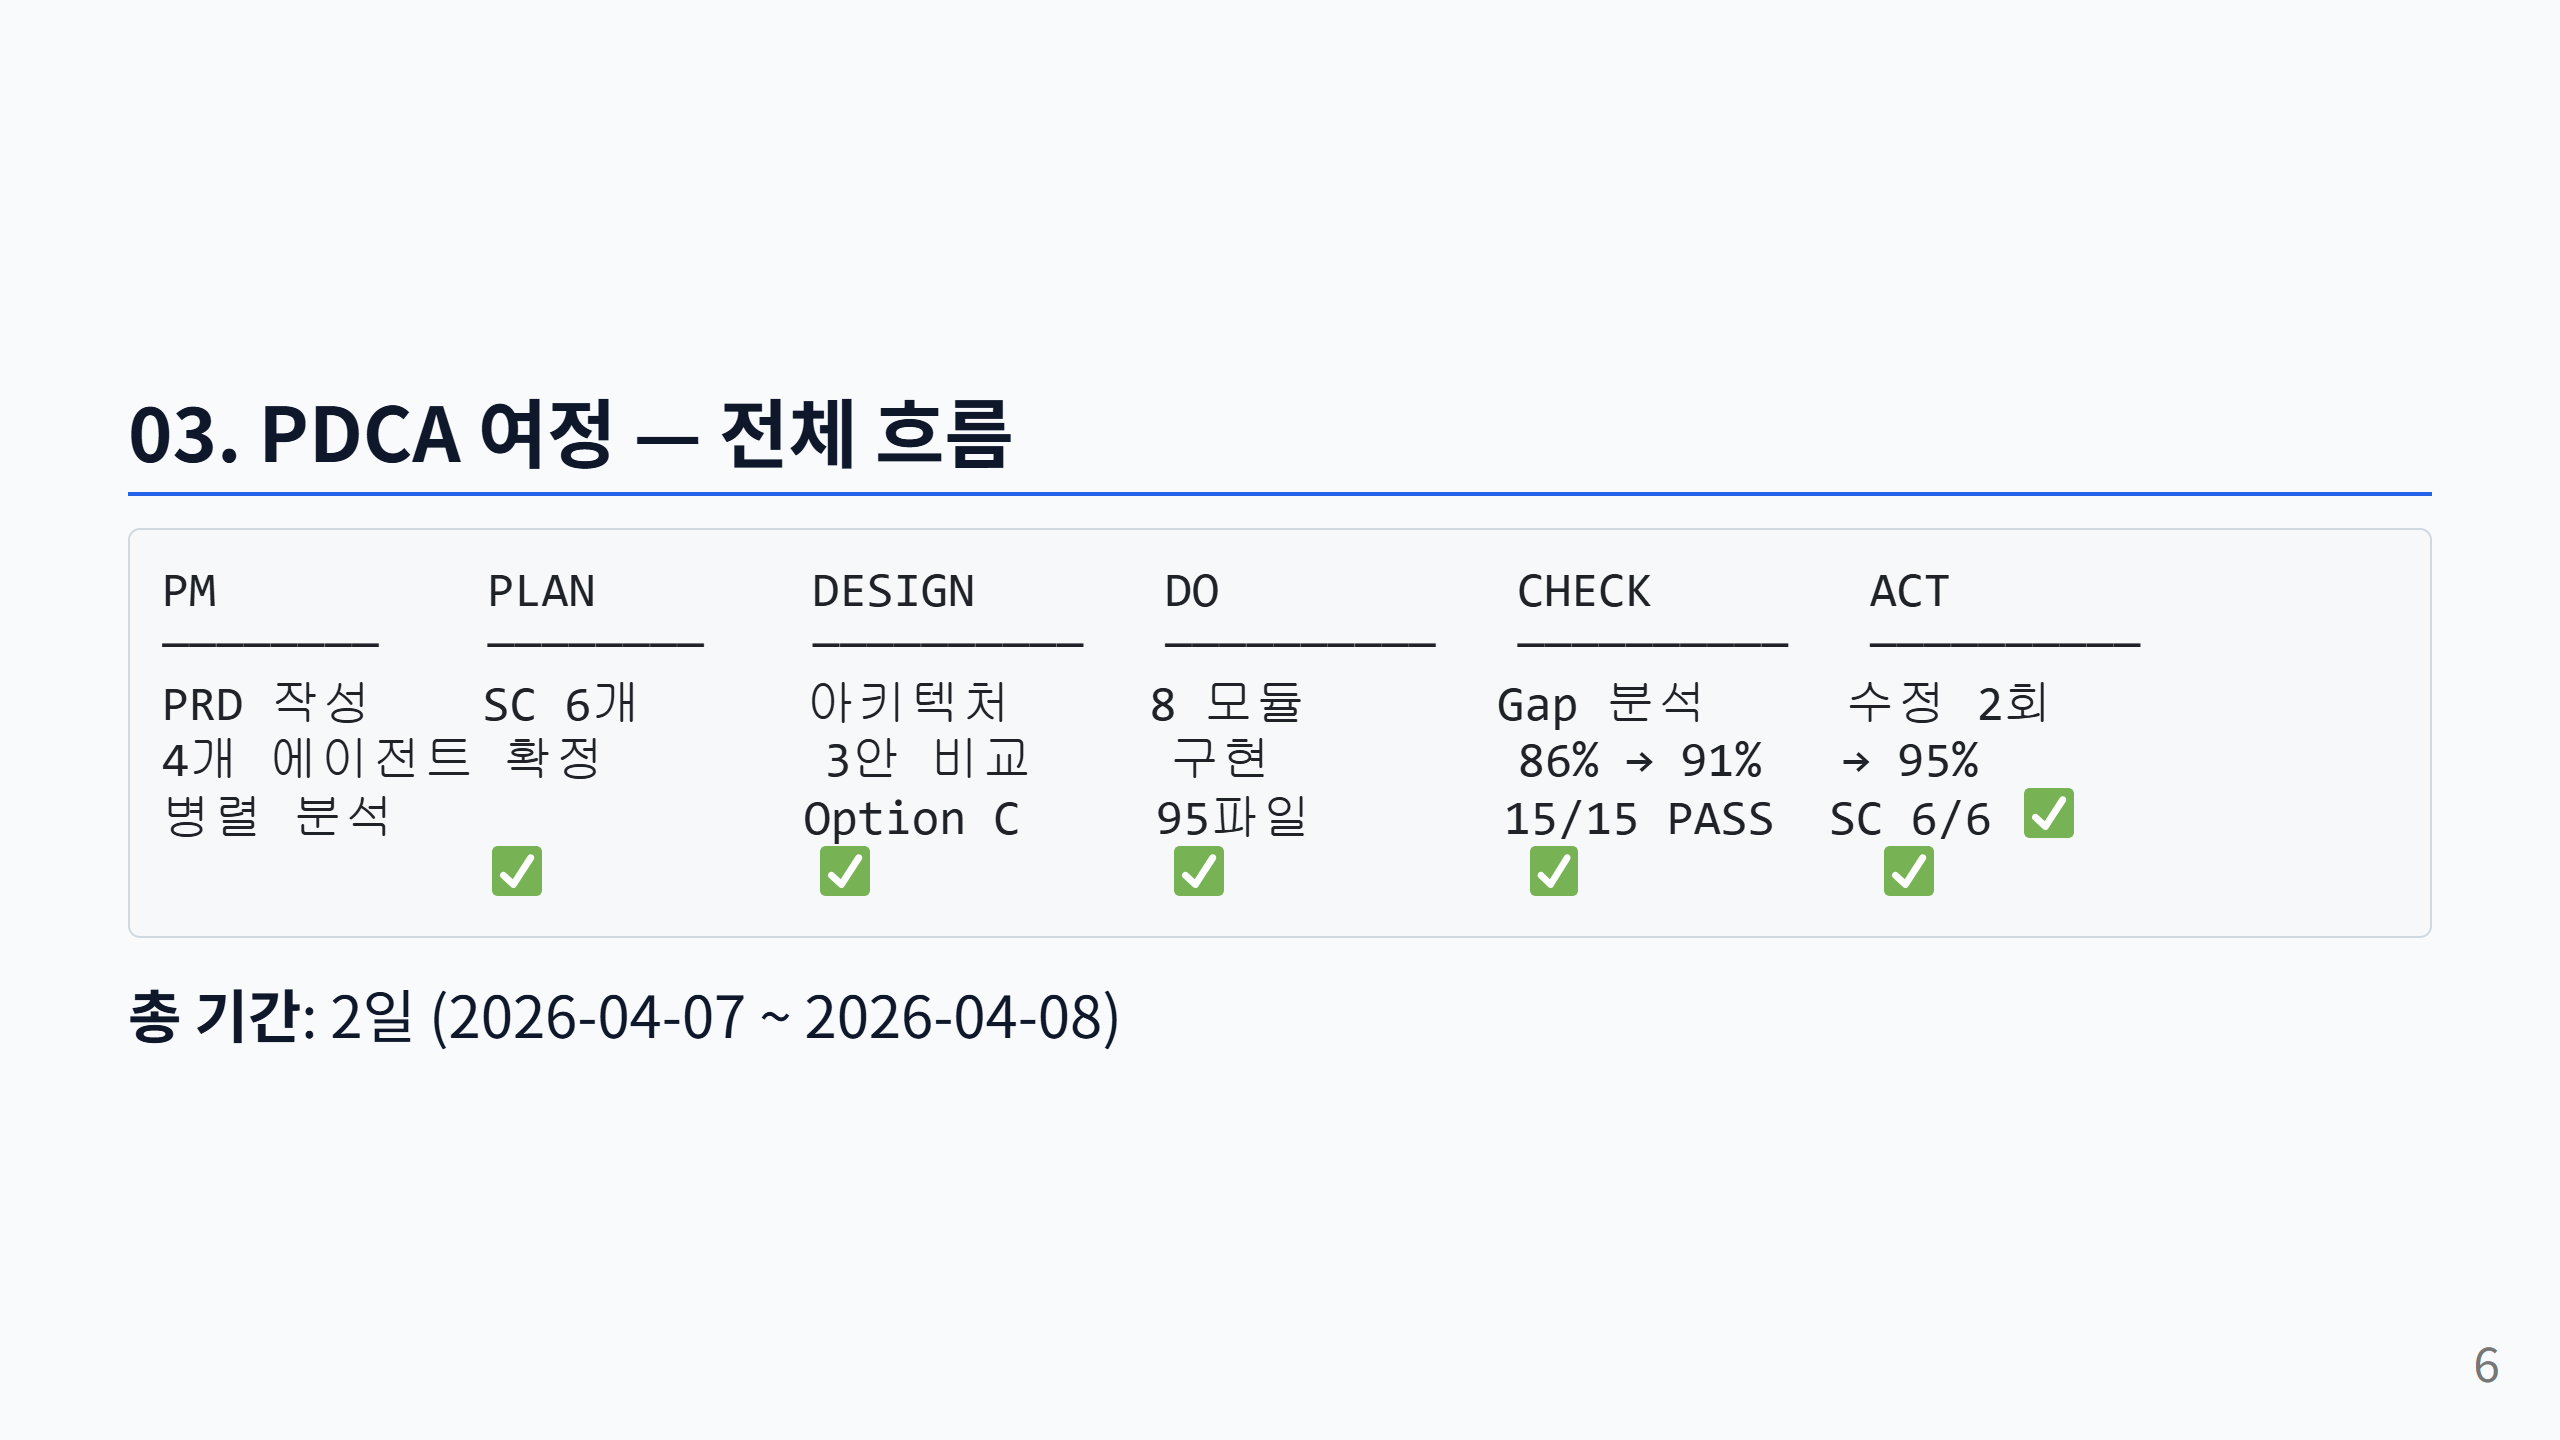 03. PDCA 여정 — 전체 흐름
PM PLAN DESIGN DO CHECK ACT
──────── ──────── ────────── ────────── ────────── ──────────
PRD 작성 SC 6개 아키텍처 8 모듈 Gap 분석 수정 2회
4개 에이전트 확정 3안 비교 구현 86% → 91% → 95%
병렬 분석 Option C 95파일 15/15 PASS SC 6/6 ✅
✅ ✅ ✅ ✅ ✅
총 기간: 2일 (2026-04-07 ~ 2026-04-08)
6